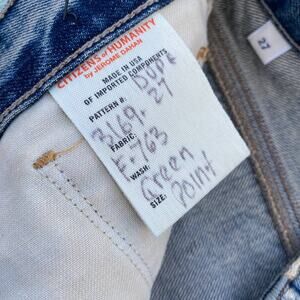 CITIZENS of HUMANITY
by JEROME DAHAN
MADE IN USA
OF IMPORTED COMPONENTS
PATTERN #:
3169.
27
FABRIC:
E.763
WASH:
Green
Point
SIZE:
27